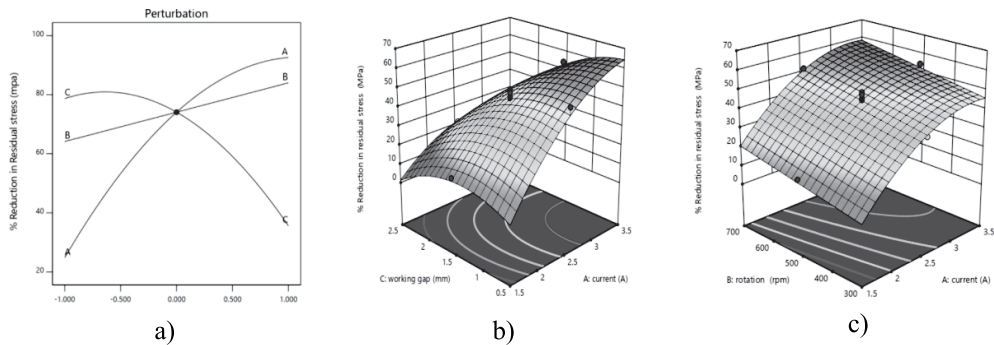 Perturbation
% Reduction in Residual stress (mpa)
100
80
60
40
20
A
B
C
B
A
C
-1.000
-0.500
0.000
0.500
1.000
a)
% Reduction in residual stress (MPa)
70
60
50
40
30
20
10
0
2.5
2
1.5
1
0.5
C: working gap (mm)
1.5
2
2.5
3
3.5
A: current (A)
b)
% Reduction in residual stress (MPa)
70
60
50
40
30
20
10
0
700
600
500
400
300
B: rotation (rpm)
1.5
2
2.5
3
3.5
A: current (A)
c)